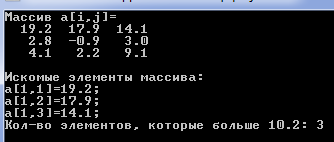 Массив a[i,j]=
19.2 17.9 14.1
2.8 -0.9 3.0
4.1 2.2 9.1
Искомые элементы массива:
a[1,1]=19.2;
a[1,2]=17.9;
a[1,3]=14.1;
Кол-во элементов, которые больше 10.2: 3